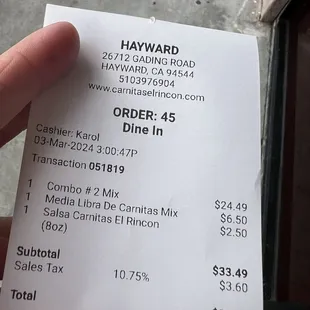 HAYWARD
26712 GADING ROAD
HAYWARD, CA 94544
5103976904
www.carnitaselrincon.com
ORDER: 45
Dine In
Cashier: Karol
03-Mar-2024 3:00:47P
Transaction 051819
1 Combo # 2 Mix $24.49
1 Media Libra De Carnitas Mix $6.50
1 Salsa Carnitas El Rincon $2.50
(8oz)
Subtotal $33.49
Sales Tax 10.75% $3.60
Total